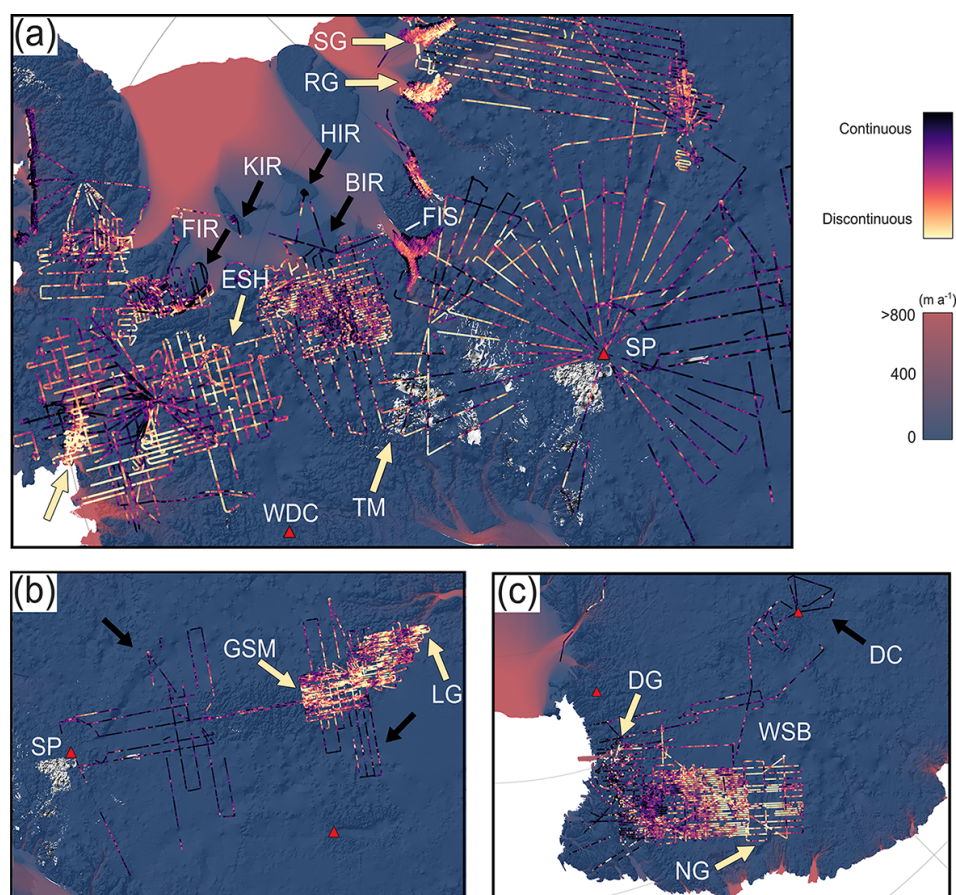 (a)
SG
RG
HIR
KIR
BIR
FIR
FIS
ESH
SP
TM
WDC
Continuous
Discontinuous
(m a⁻¹)
>800
400
0
(b)
GSM
LG
SP
(c)
DC
DG
WSB
NG